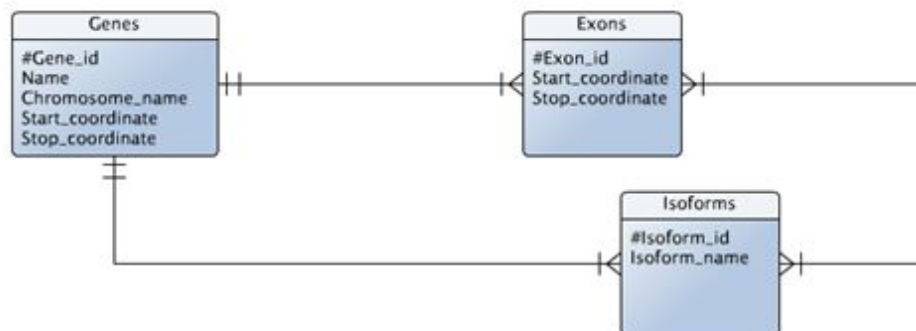 Genes
#Gene_id
Name
Chromosome_name
Start_coordinate
Stop_coordinate
Exons
#Exon_id
Start_coordinate
Stop_coordinate
Isoforms
#Isoform_id
Isoform_name